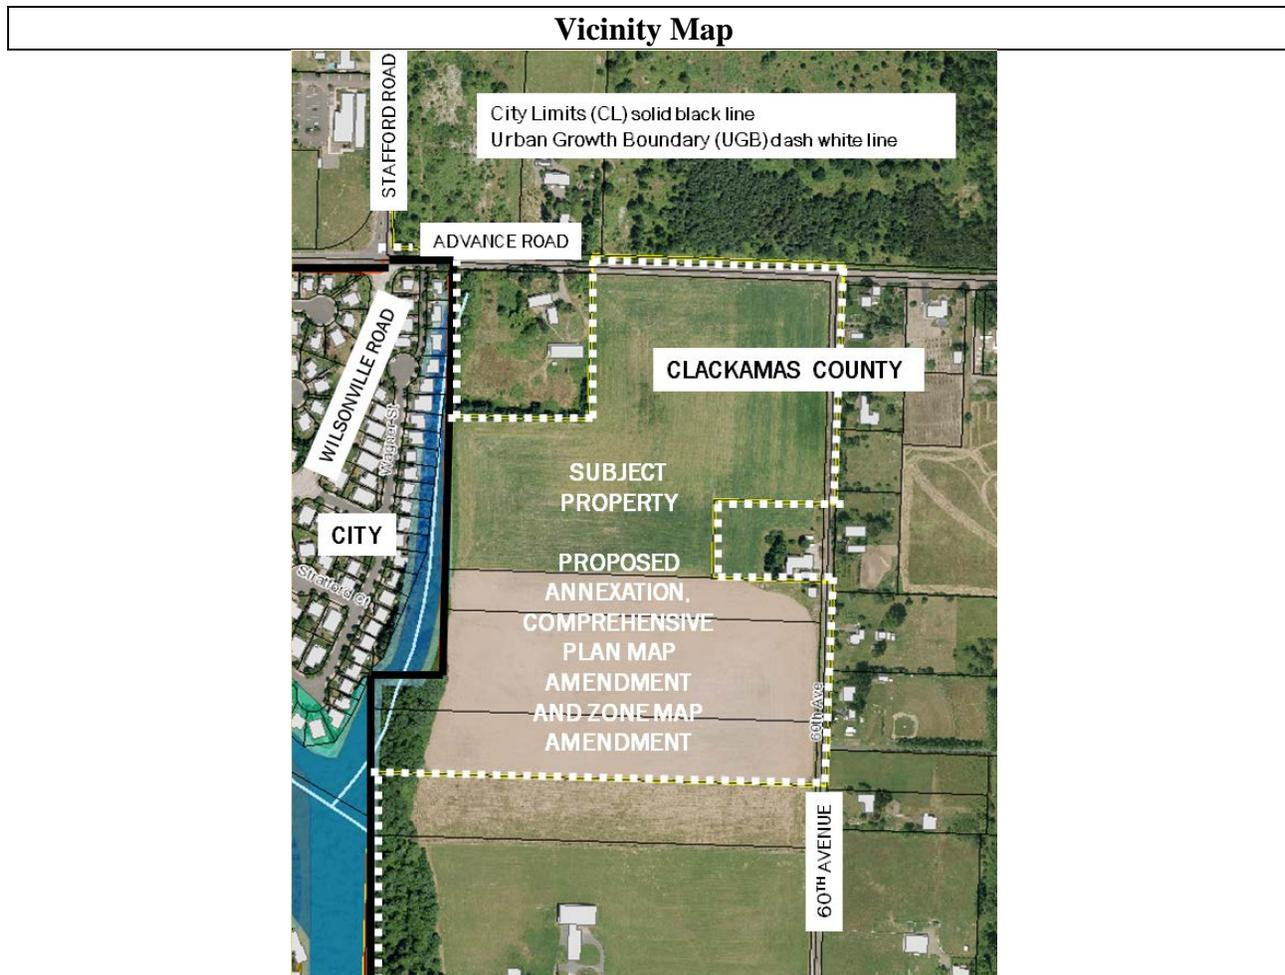 Vicinity Map
STAFFORD ROAD
City Limits (CL) solid black line
Urban Growth Boundary (UGB) dash white line
ADVANCE ROAD
WILSONVILLE ROAD
Wagner St
CLACKAMAS COUNTY
SUBJECT
PROPERTY
CITY
Stratford Ct
PROPOSED
ANNEXATION,
COMPREHENSIVE
PLAN MAP
AMENDMENT
AND ZONE MAP
AMENDMENT
60th Ave
60TH AVENUE